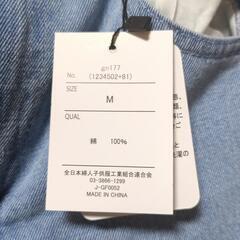 gn177
No. (1234502+81)
SIZE
M
QUAL
綿 100%
全日本婦人子供服工業組合連合会
03-3866-1299
J-GF0052
MADE IN CHINA